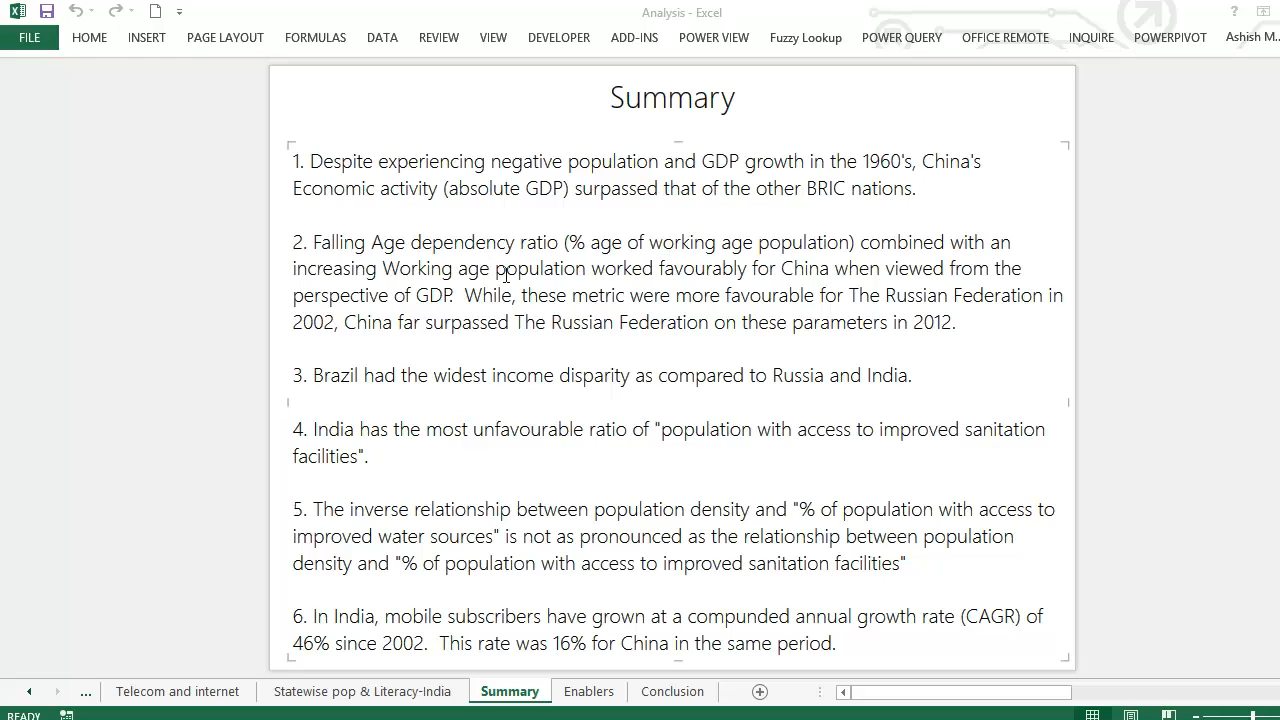 Analysis - Excel
?
FILE HOME INSERT PAGE LAYOUT FORMULAS DATA REVIEW VIEW DEVELOPER ADD-INS POWER VIEW Fuzzy Lookup POWER QUERY OFFICE REMOTE INQUIRE POWERPIVOT Ashish M...
Summary
1. Despite experiencing negative population and GDP growth in the 1960's, China's
Economic activity (absolute GDP) surpassed that of the other BRIC nations.
2. Falling Age dependency ratio (% age of working age population) combined with an
increasing Working age population worked favourably for China when viewed from the
perspective of GDP.  While, these metric were more favourable for The Russian Federation in
2002, China far surpassed The Russian Federation on these parameters in 2012.
3. Brazil had the widest income disparity as compared to Russia and India.
4. India has the most unfavourable ratio of "population with access to improved sanitation
facilities".
5. The inverse relationship between population density and "% of population with access to
improved water sources" is not as pronounced as the relationship between population
density and "% of population with access to improved sanitation facilities"
6. In India, mobile subscribers have grown at a compunded annual growth rate (CAGR) of
46% since 2002.  This rate was 16% for China in the same period.
... Telecom and internet Statewise pop & Literacy-India Summary Enablers Conclusion
READY